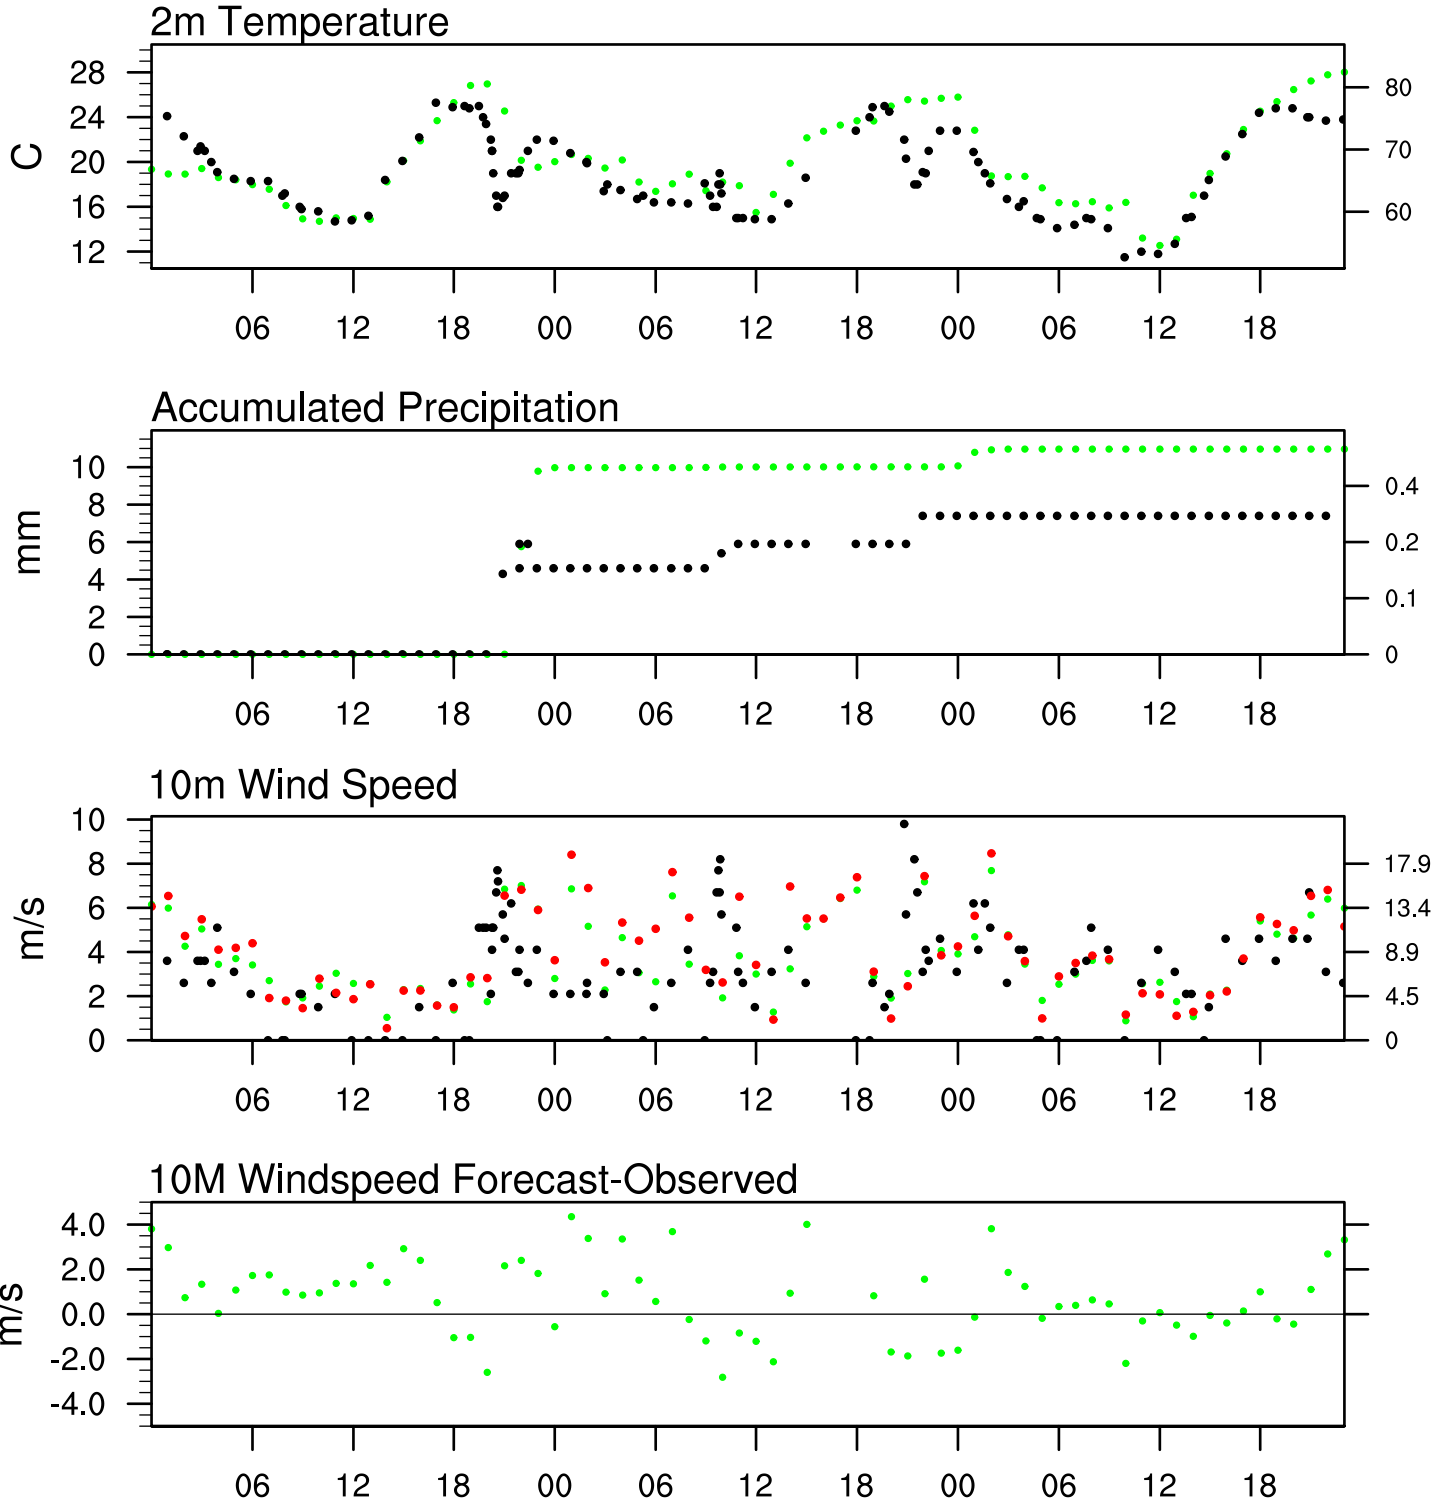 2m Temperature
28
24
20
16
12
C
80
70
60
06 12 18 00 06 12 18 00 06 12 18
Accumulated Precipitation
10
8
6
4
2
0
mm
0.4
0.2
0.1
0
06 12 18 00 06 12 18 00 06 12 18
10m Wind Speed
10
8
6
4
2
0
m/s
17.9
13.4
8.9
4.5
0
06 12 18 00 06 12 18 00 06 12 18
10M Windspeed Forecast-Observed
4.0
2.0
0.0
-2.0
-4.0
m/s
06 12 18 00 06 12 18 00 06 12 18